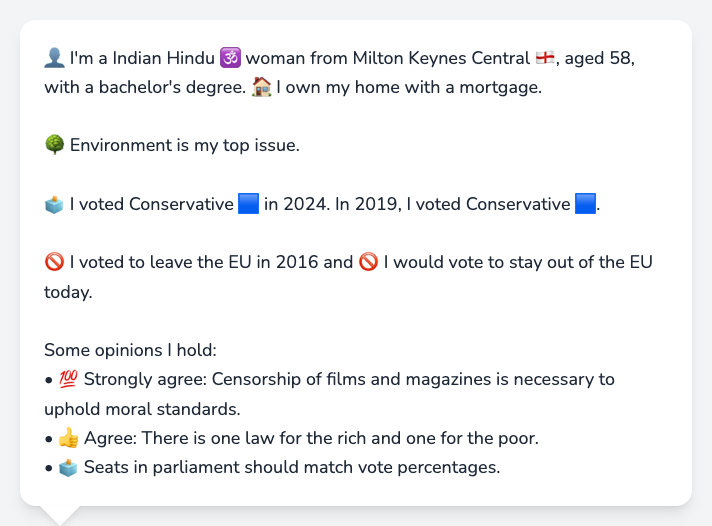 👤 I'm a Indian Hindu 🕉️ woman from Milton Keynes Central 🏴󠁧󠁢󠁥󠁮󠁧󠁿, aged 58,
with a bachelor's degree. 🏠 I own my home with a mortgage.
🌳 Environment is my top issue.
🗳️ I voted Conservative 🟦 in 2024. In 2019, I voted Conservative 🟦.
🚫 I voted to leave the EU in 2016 and 🚫 I would vote to stay out of the EU
today.
Some opinions I hold:
• 💯 Strongly agree: Censorship of films and magazines is necessary to
uphold moral standards.
• 👍 Agree: There is one law for the rich and one for the poor.
• 🗳️ Seats in parliament should match vote percentages.